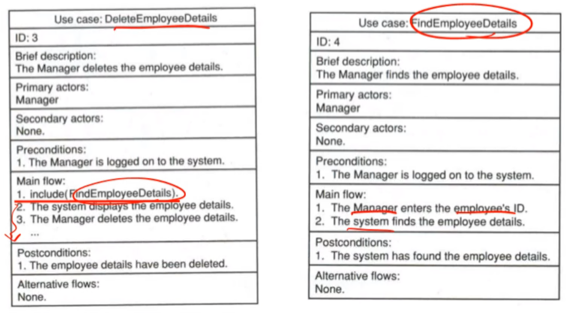 Use case: DeleteEmployeeDetails
ID: 3
Brief description:
The Manager deletes the employee details.
Primary actors:
Manager
Secondary actors:
None.
Preconditions:
1. The Manager is logged on to the system.
Main flow:
1. include(FindEmployeeDetails).
2. The system displays the employee details.
3. The Manager deletes the employee details.
...
Postconditions:
1. The employee details have been deleted.
Alternative flows:
None.
Use case: FindEmployeeDetails
ID: 4
Brief description:
The Manager finds the employee details.
Primary actors:
Manager
Secondary actors:
None.
Preconditions:
1. The Manager is logged on to the system.
Main flow:
1. The Manager enters the employee's ID.
2. The system finds the employee details.
Postconditions:
1. The system has found the employee details.
Alternative flows:
None.